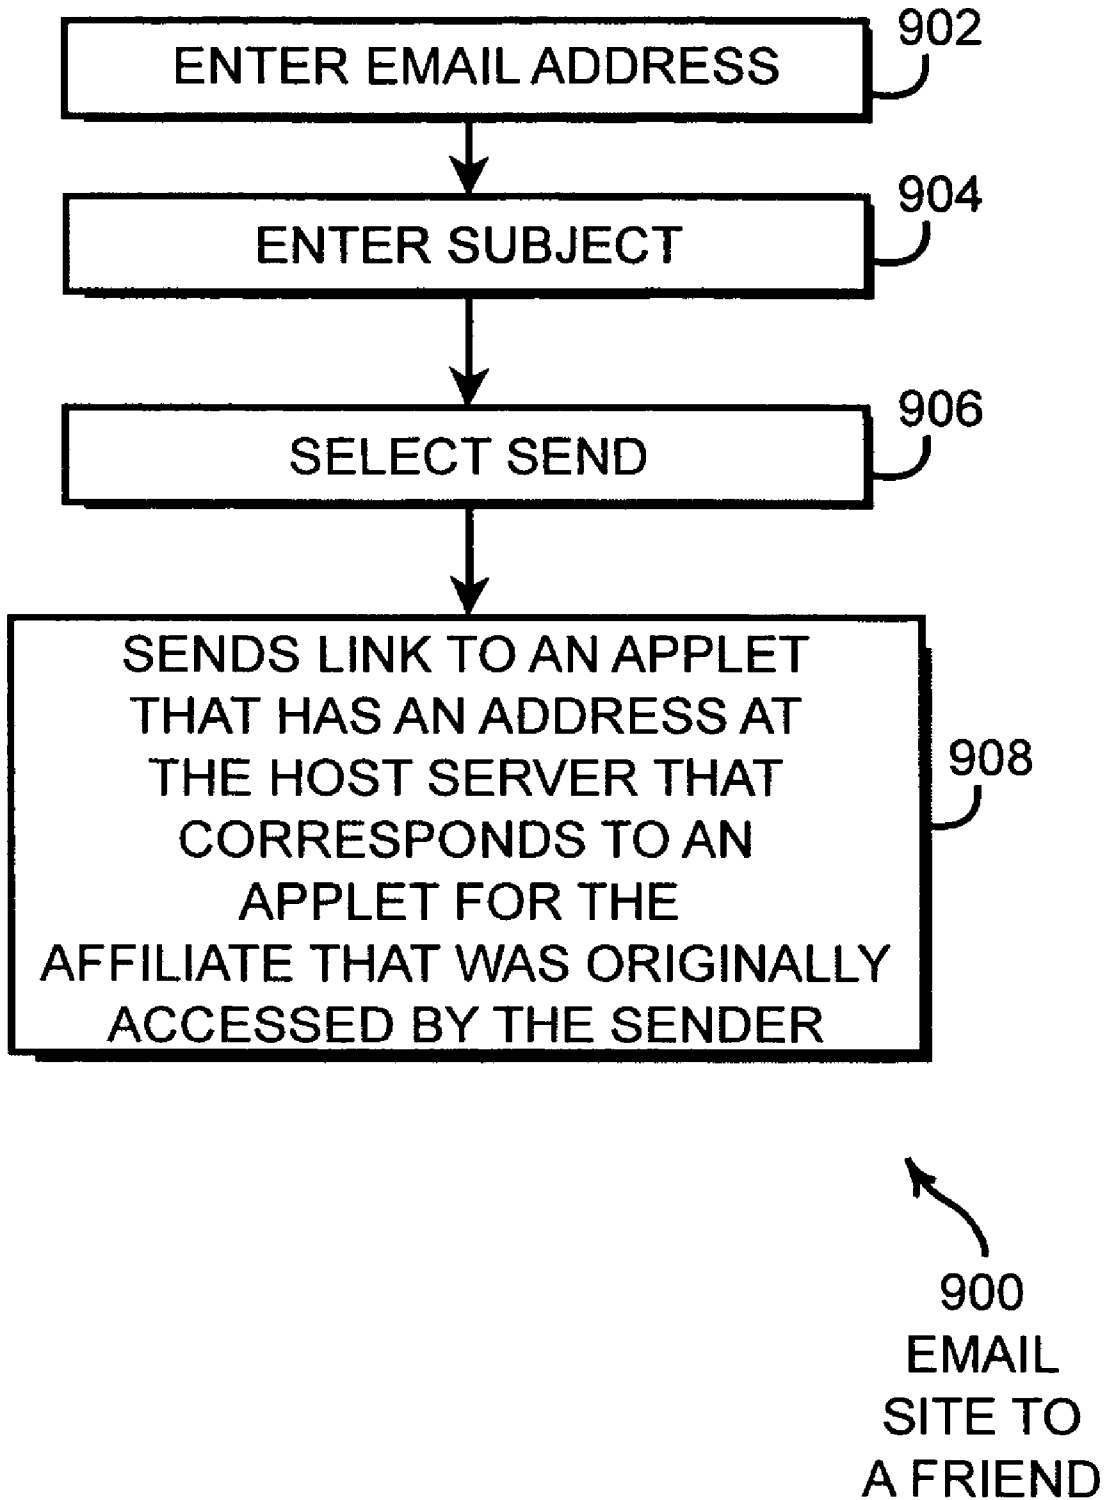 902
ENTER EMAIL ADDRESS
904
ENTER SUBJECT
906
SELECT SEND
SENDS LINK TO AN APPLET
THAT HAS AN ADDRESS AT
THE HOST SERVER THAT
908
CORRESPONDS TO AN
APPLET FOR THE
AFFILIATE THAT WAS ORIGINALLY
ACCESSED BY THE SENDER
900
EMAIL
SITE TO
A FRIEND